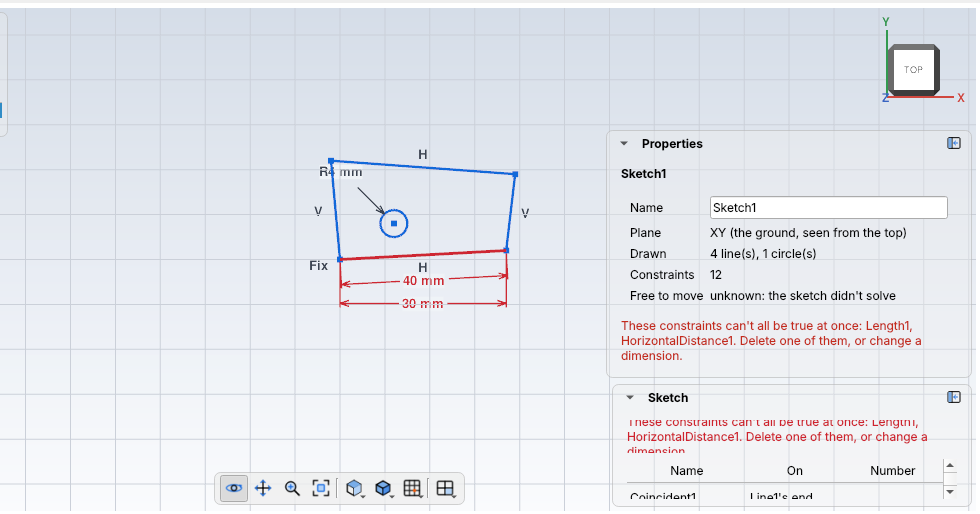 Y
TOP
Z
X
H
R4 mm
V
V
Fix
H
40 mm
30 mm
Properties
Sketch1
Name Sketch1
Plane XY (the ground, seen from the top)
Drawn 4 line(s), 1 circle(s)
Constraints 12
Free to move unknown: the sketch didn't solve
These constraints can't all be true at once: Length1,
HorizontalDistance1. Delete one of them, or change a
dimension.
Sketch
These constraints can't all be true at once: Length1,
HorizontalDistance1. Delete one of them, or change a
dimension.
Name On Number
Coincident1 Line1's end